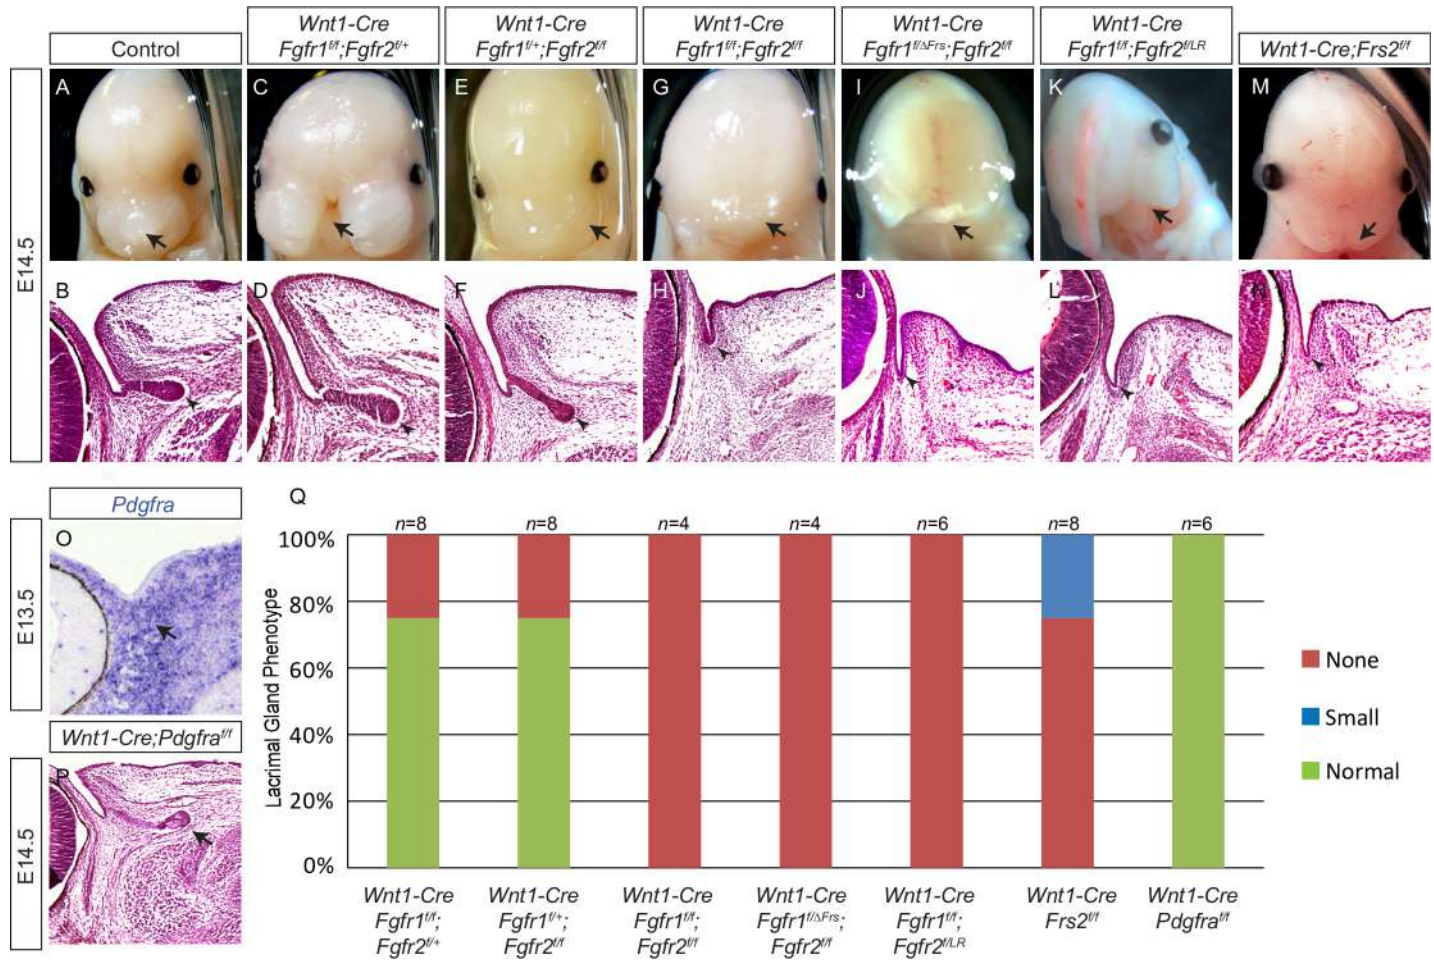 Control
Wnt1-Cre
Fgfr1f/f;Fgfr2f/+
Wnt1-Cre
Fgfr1f/+;Fgfr2f/f
Wnt1-Cre
Fgfr1f/f;Fgfr2f/f
Wnt1-Cre
Fgfr1f/ΔFrs;Fgfr2f/f
Wnt1-Cre
Fgfr1f/f;Fgfr2f/LR
Wnt1-Cre;Frs2f/f
E14.5
A
C
E
G
I
K
M
B
D
F
H
J
L
Pdgfra
E13.5
O
Wnt1-Cre;Pdgfraf/f
E14.5
P
Q
n=8
n=8
n=4
n=4
n=6
n=8
n=6
Lacrimal Gland Phenotype
100%
80%
60%
40%
20%
0%
None
Small
Normal
Wnt1-Cre
Fgfr1f/f;
Fgfr2f/+
Wnt1-Cre
Fgfr1f/+;
Fgfr2f/f
Wnt1-Cre
Fgfr1f/f;
Fgfr2f/f
Wnt1-Cre
Fgfr1f/ΔFrs;
Fgfr2f/f
Wnt1-Cre
Fgfr1f/f;
Fgfr2f/LR
Wnt1-Cre
Frs2f/f
Wnt1-Cre
Pdgfraf/f